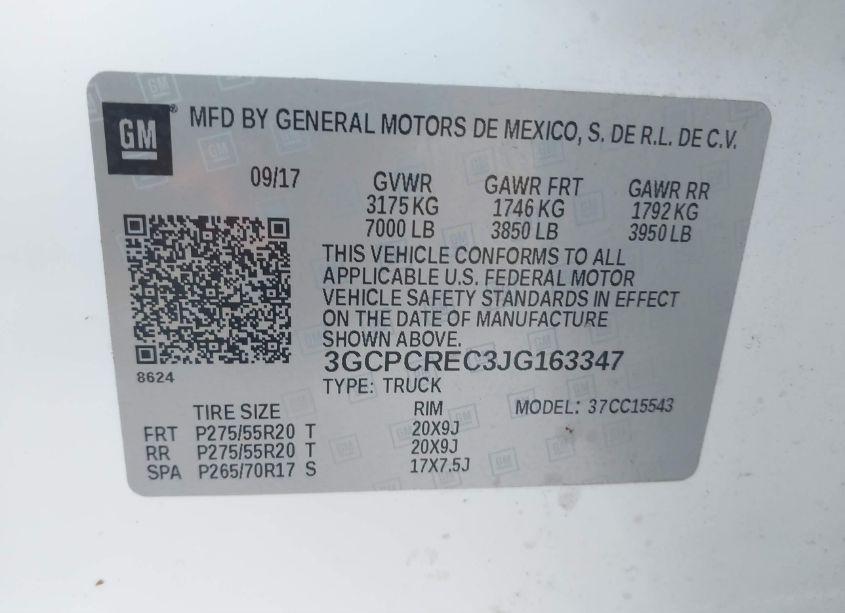 GM® MFD BY GENERAL MOTORS DE MEXICO, S. DE R.L. DE C.V.
09/17 GVWR GAWR FRT GAWR RR
3175 KG 1746 KG 1792 KG
7000 LB 3850 LB 3950 LB
THIS VEHICLE CONFORMS TO ALL
APPLICABLE U.S. FEDERAL MOTOR
VEHICLE SAFETY STANDARDS IN EFFECT
ON THE DATE OF MANUFACTURE
SHOWN ABOVE.
3GCPCREC3JG163347
8624 TYPE: TRUCK
TIRE SIZE RIM MODEL: 37CC15543
FRT P275/55R20 T 20X9J
RR P275/55R20 T 20X9J
SPA P265/70R17 S 17X7.5J